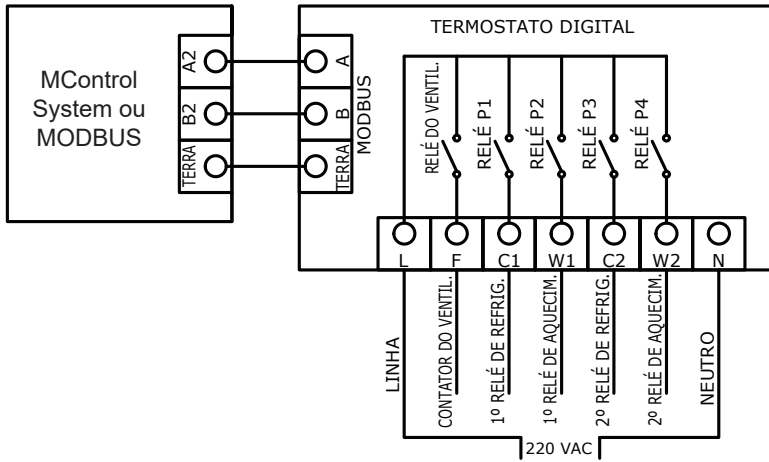 MControl
System ou
MODBUS
A2
B2
TERRA
A
B
TERRA
MODBUS
TERMOSTATO DIGITAL
RELÉ DO VENTIL.
RELÉ P1
RELÉ P2
RELÉ P3
RELÉ P4
L
F
C1
W1
C2
W2
N
LINHA
CONTATOR DO VENTIL.
1º RELÉ DE REFRIG.
1º RELÉ DE AQUECIM.
2º RELÉ DE REFRIG.
2º RELÉ DE AQUECIM.
NEUTRO
220 VAC